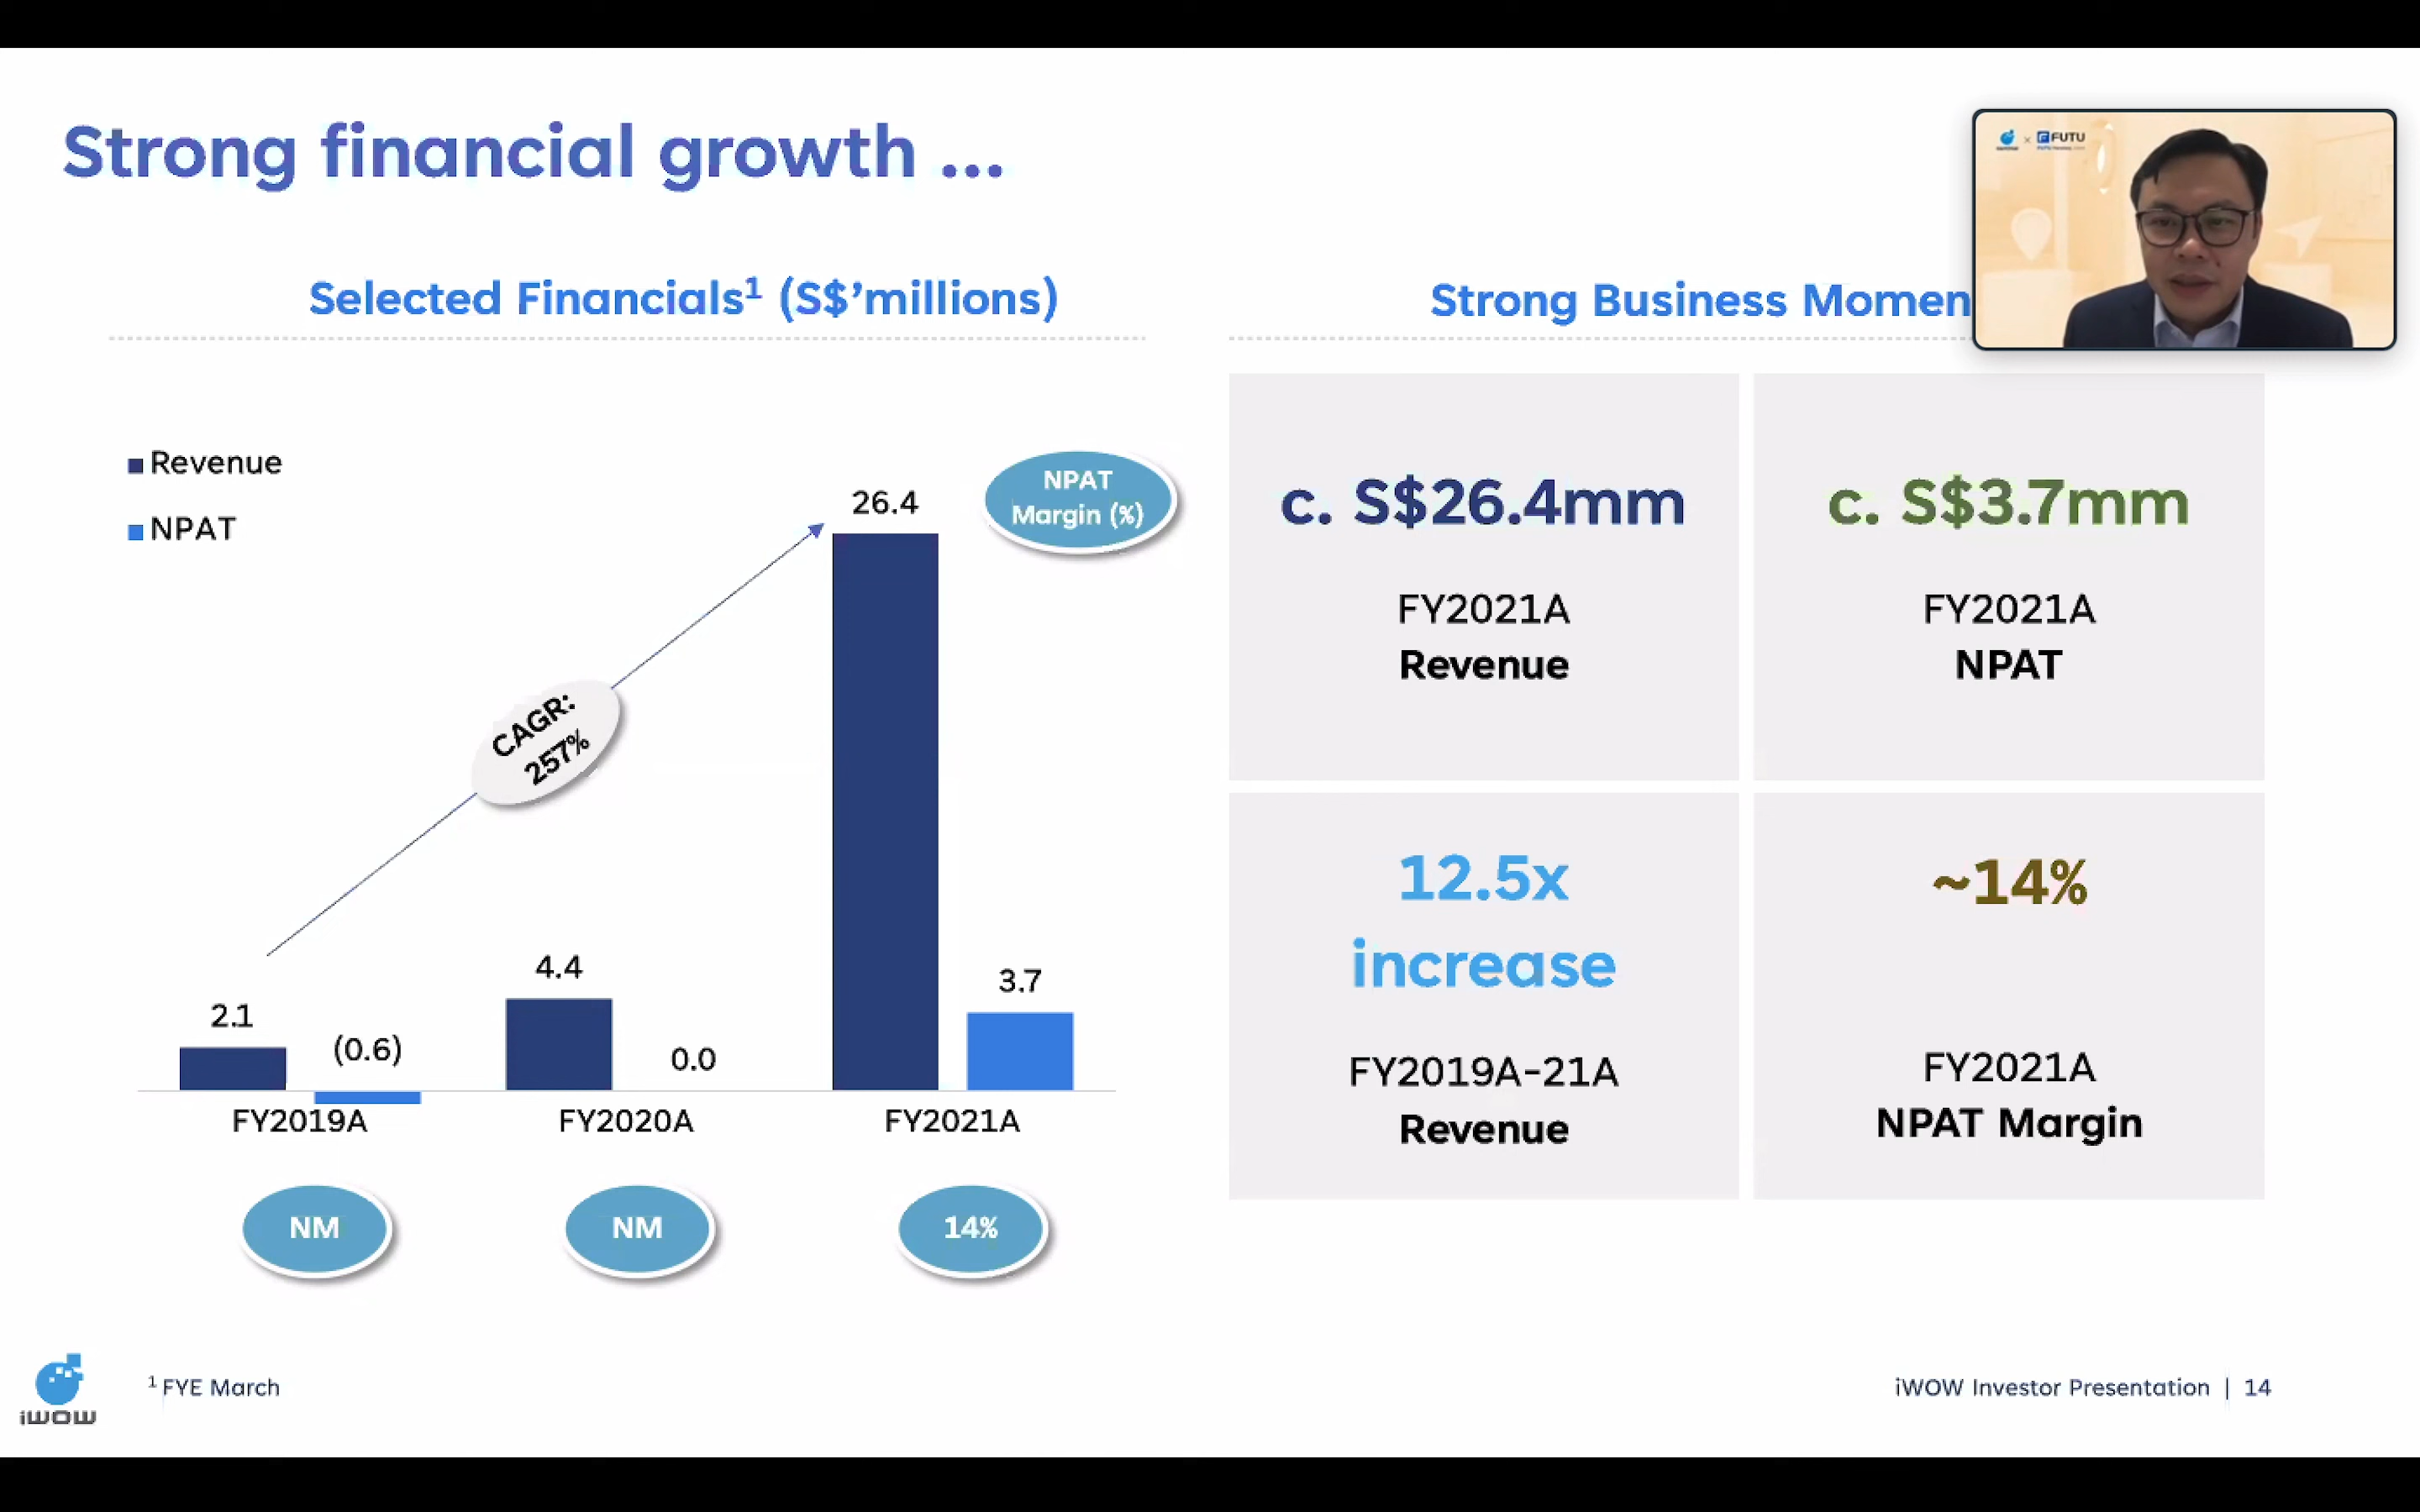 Strong financial growth ...
FUTU
Selected Financials¹ (S$'millions)
Strong Business Momen
Revenue
NPAT
NPAT
Margin (%)
26.4
CAGR:
257%
4.4
3.7
2.1
(0.6)
0.0
FY2019A
FY2020A
FY2021A
NM
NM
14%
c. S$26.4mm
FY2021A
Revenue
c. S$3.7mm
FY2021A
NPAT
12.5x
increase
FY2019A-21A
Revenue
~14%
FY2021A
NPAT Margin
iWOW
¹ FYE March
iWOW Investor Presentation | 14